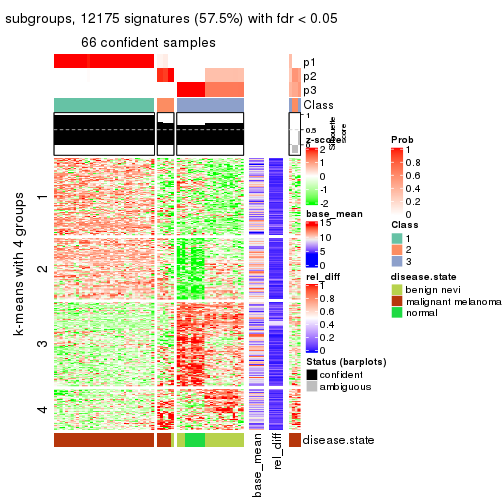 subgroups, 12175 signatures (57.5%) with fdr < 0.05
66 confident samples
p1
p2
p3
Class
1
0.5
0
Silhouette
score
k-means with 4 groups
1
2
3
4
base_mean
rel_diff
disease.state
z-score
2
1
0
-1
-2
base_mean
15
10
5
0
rel_diff
1
0.8
0.6
0.4
0.2
0
Status (barplots)
confident
ambiguous
Prob
1
0.8
0.6
0.4
0.2
0
Class
1
2
3
disease.state
benign nevi
malignant melanoma
normal